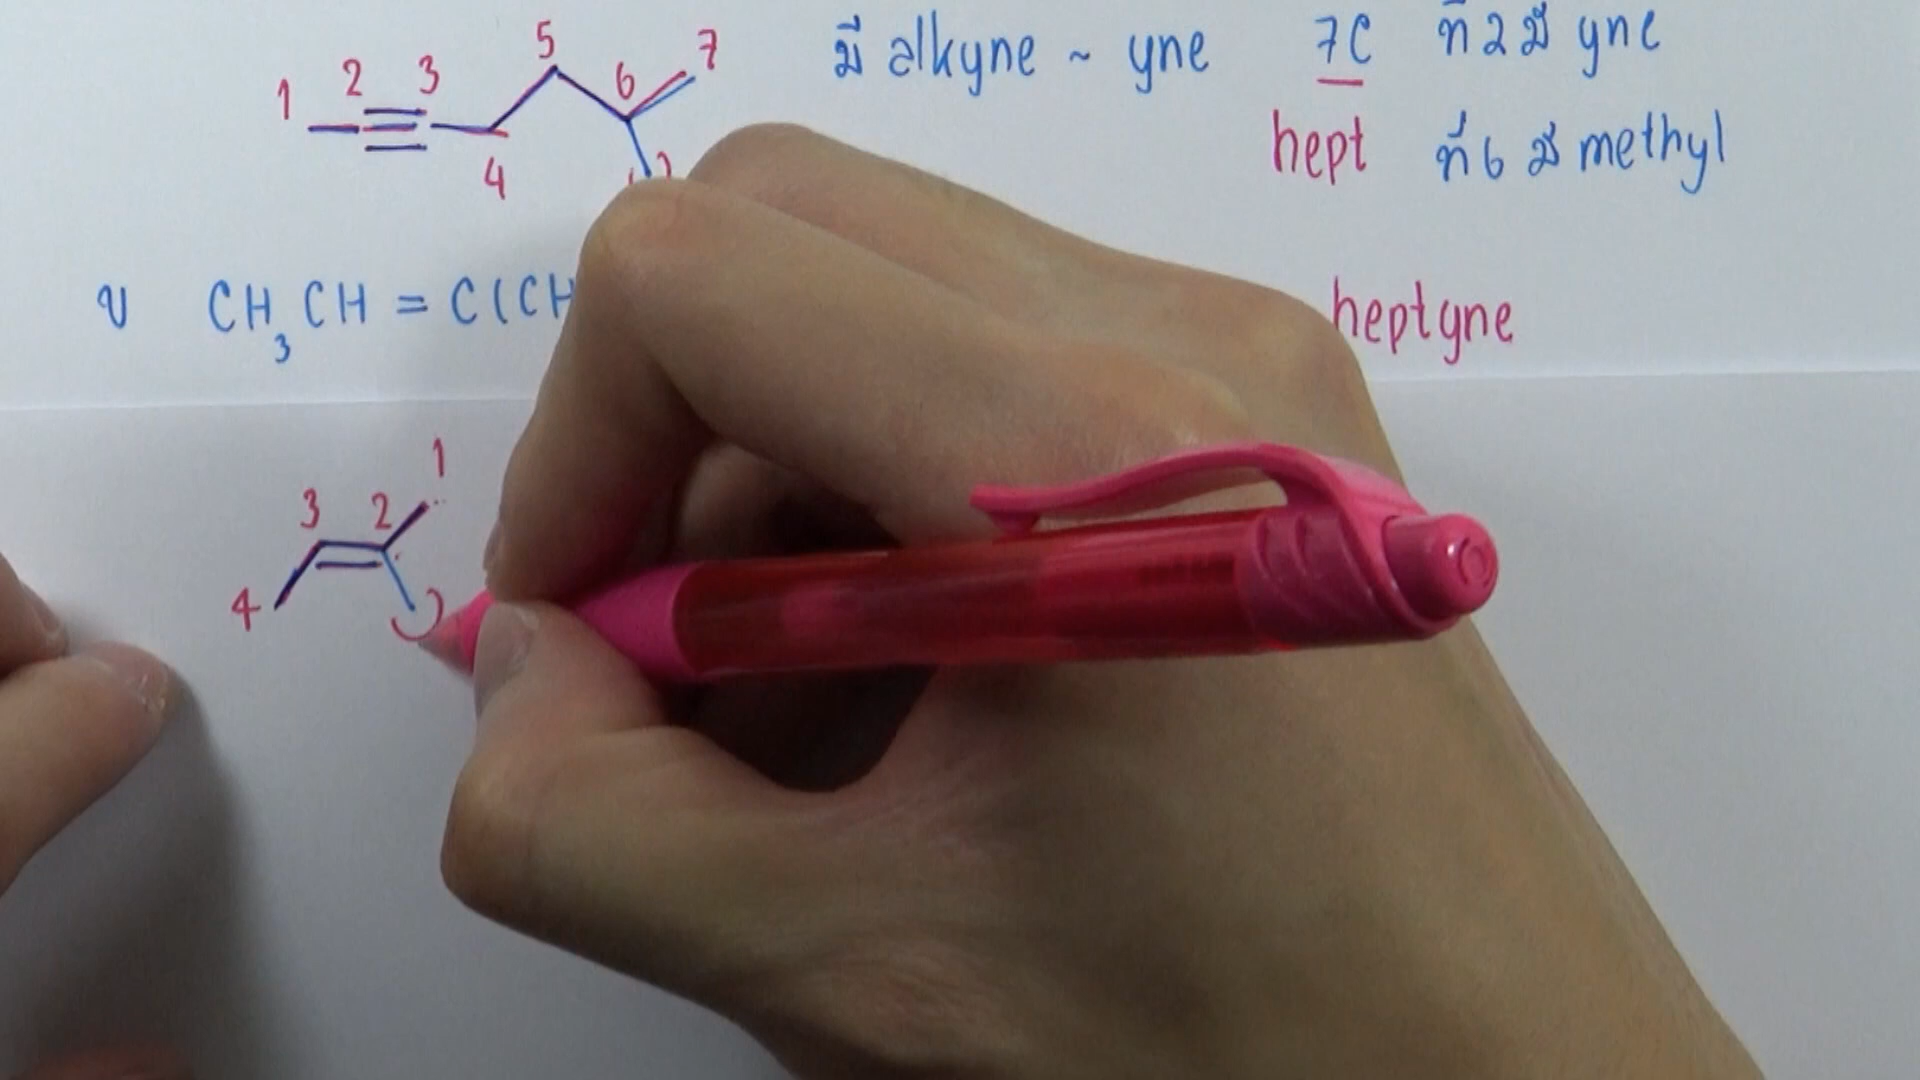 1 2 3 4 5 6 7
มี alkyne ~ yne 7C ที่ 2 มี yne
hept ที่ 6 มี methyl
ข CH3CH = C(CH
heptyne
1 2 3 4